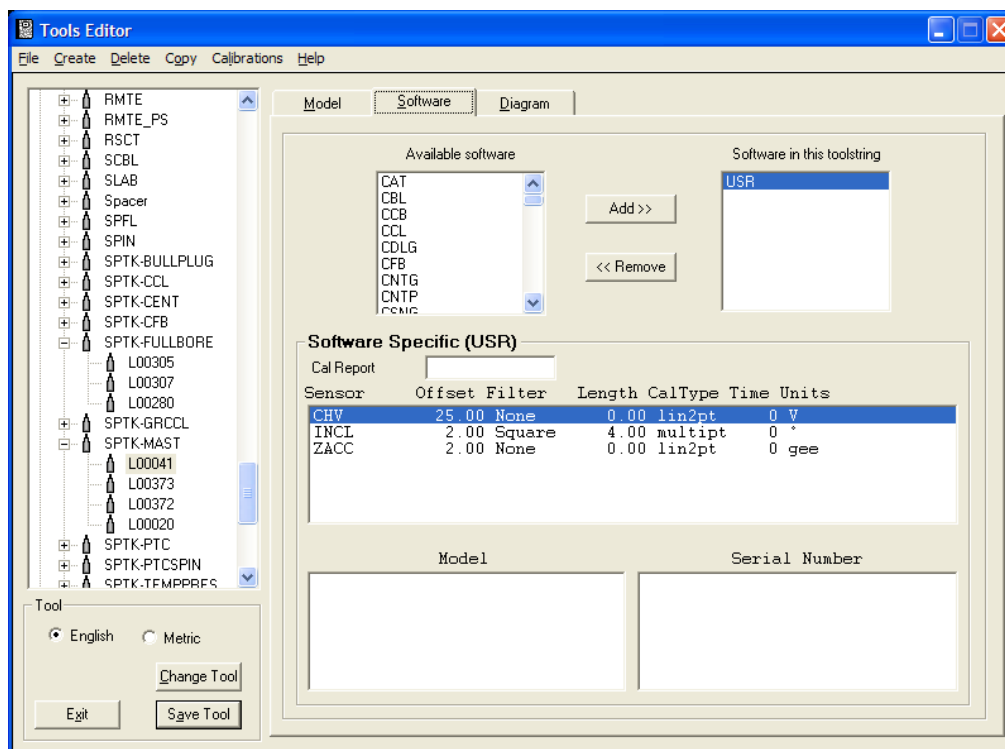 Tools Editor
File Create Delete Copy Calibrations Help
RMTE
RMTE_PS
RSCT
SCBL
SLAB
Spacer
SPFL
SPIN
SPTK-BULLPLUG
SPTK-CCL
SPTK-CENT
SPTK-CFB
SPTK-FULLBORE
L00305
L00307
L00280
SPTK-GRCCL
SPTK-MAST
L00041
L00373
L00372
L00020
SPTK-PTC
SPTK-PTCSPIN
SPTK-TEMPPRES
Tool
English Metric
Change Tool
Exit Save Tool
Model Software Diagram
Available software
CAT
CBL
CCB
CCL
CDLG
CFB
CNTG
CNTP
CSNG
Add >>
<< Remove
Software in this toolstring
USR
Software Specific (USR)
Cal Report
Sensor Offset Filter Length CalType Time Units
CHV 25.00 None 0.00 lin2pt 0 V
INCL 2.00 Square 4.00 multipt 0 °
ZACC 2.00 None 0.00 lin2pt 0 gee
Model Serial Number